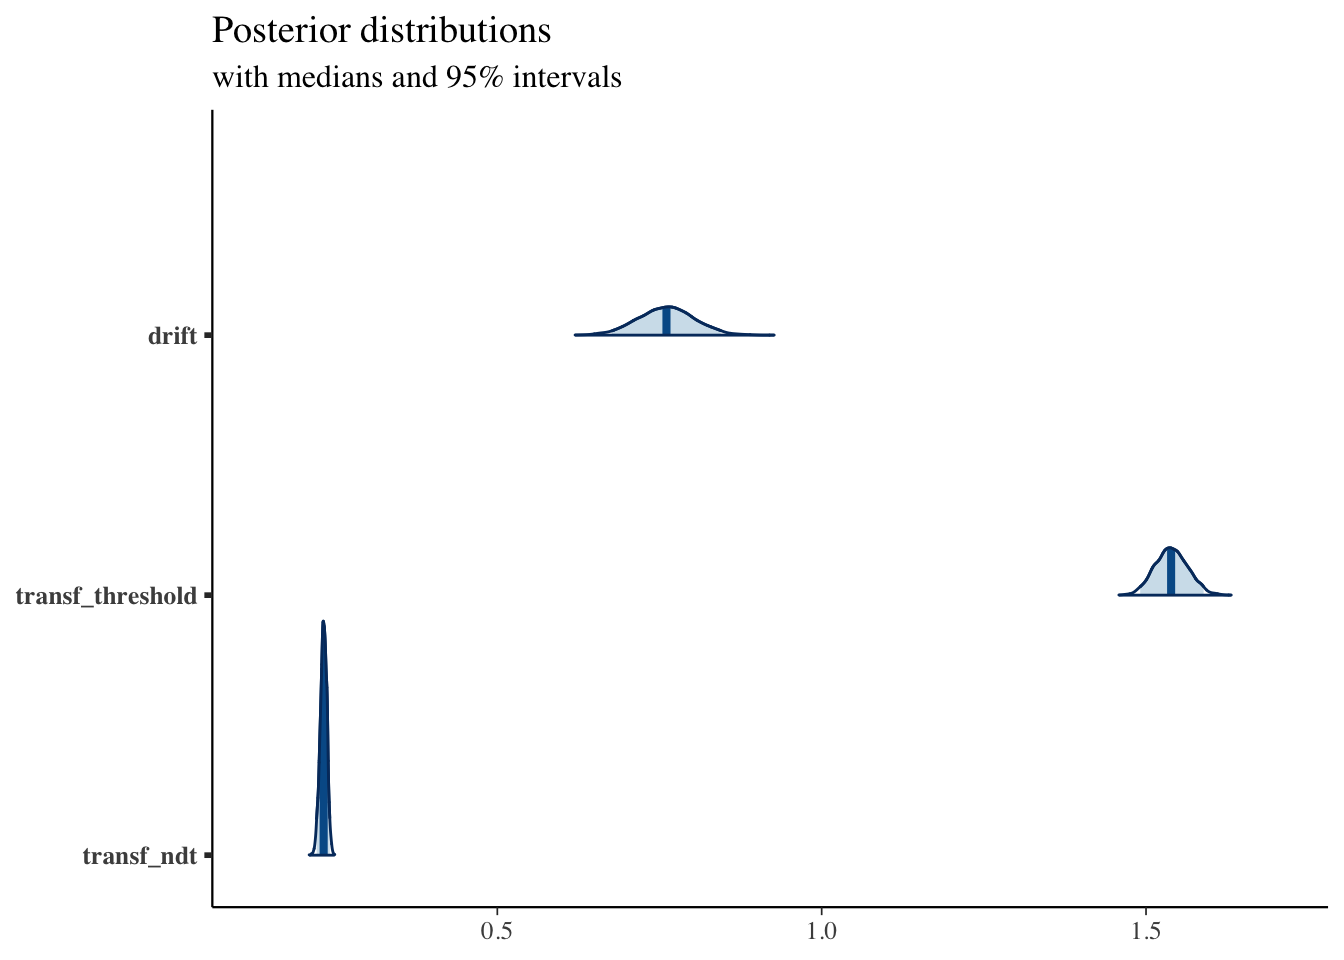 Posterior distributions
with medians and 95% intervals
drift
transf_threshold
transf_ndt
0.5 1.0 1.5